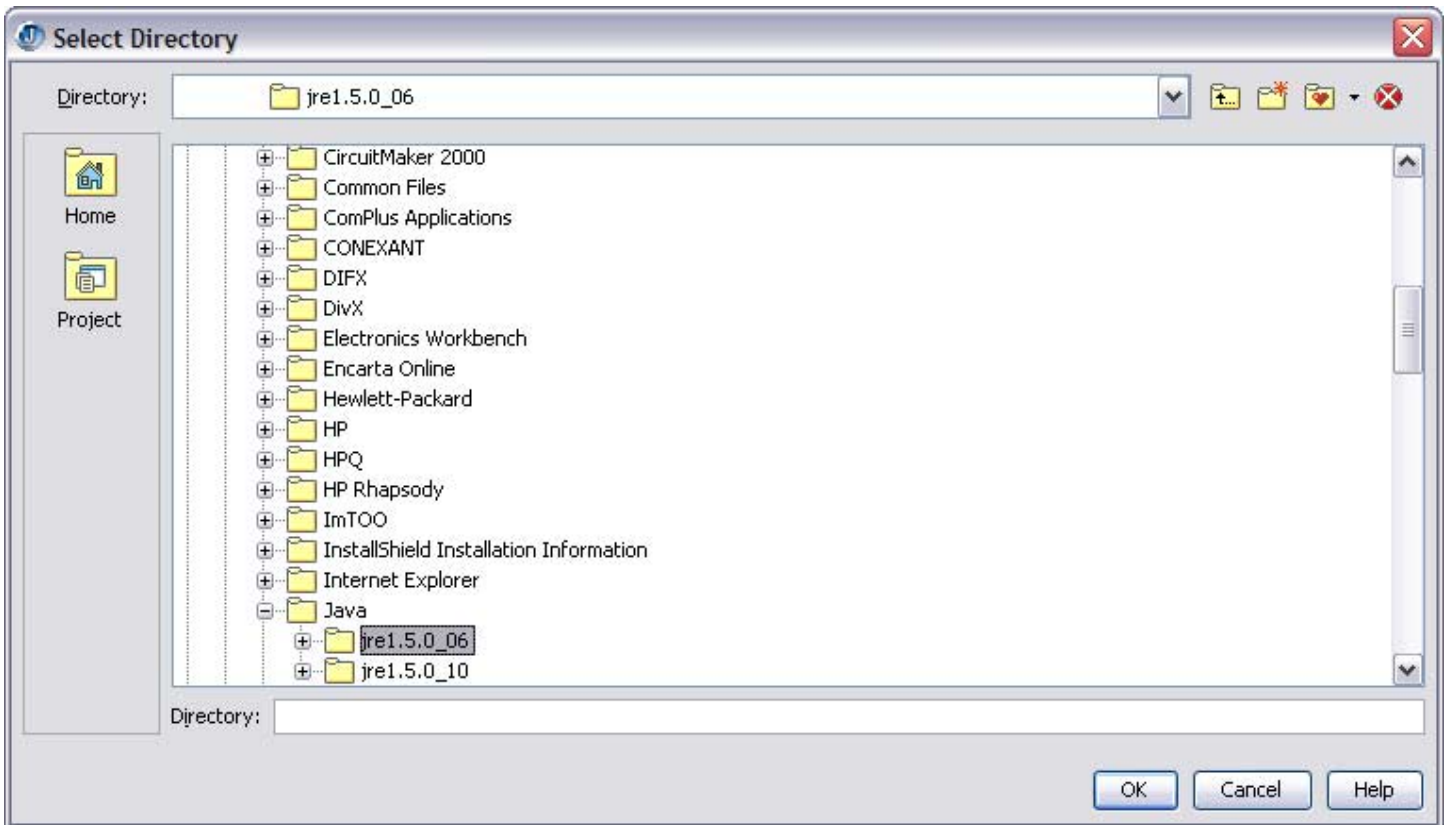 Select Directory
Directory: jre1.5.0_06
Home
Project
CircuitMaker 2000
Common Files
ComPlus Applications
CONEXANT
DIFX
DivX
Electronics Workbench
Encarta Online
Hewlett-Packard
HP
HPQ
HP Rhapsody
ImTOO
InstallShield Installation Information
Internet Explorer
Java
jre1.5.0_06
jre1.5.0_10
Directory:
OK Cancel Help